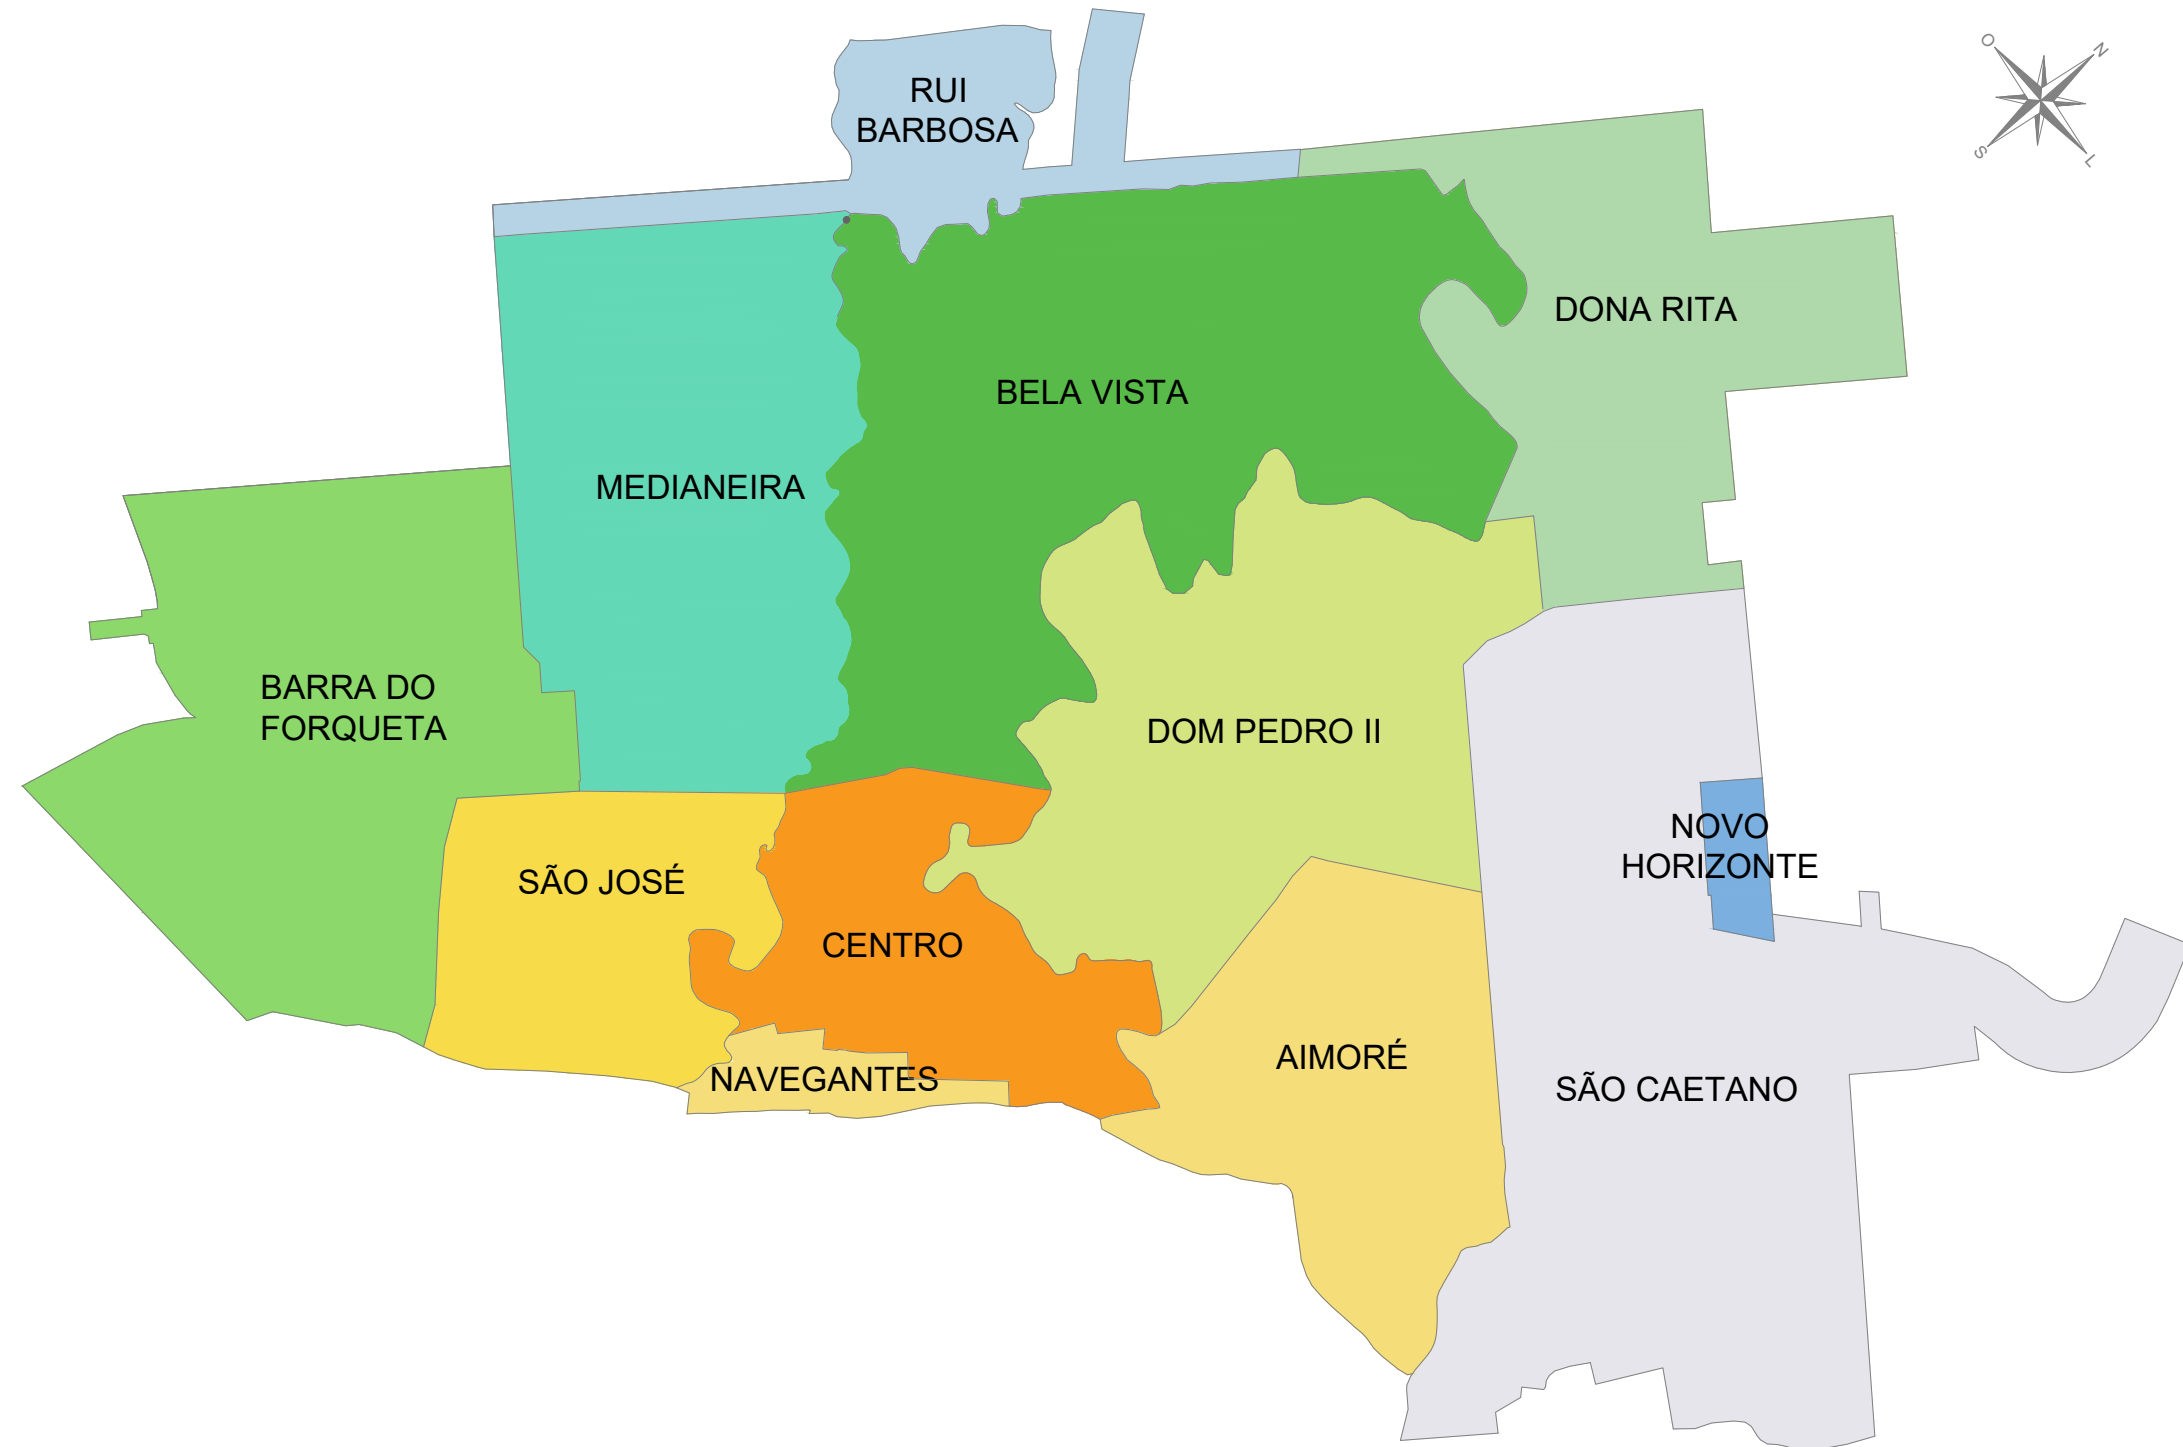 O
N
S
L
RUI
BARBOSA
DONA RITA
BELA VISTA
MEDIANEIRA
BARRA DO
FORQUETA
DOM PEDRO II
NOVO
HORIZONTE
SÃO JOSÉ
CENTRO
AIMORÉ
NAVEGANTES
SÃO CAETANO